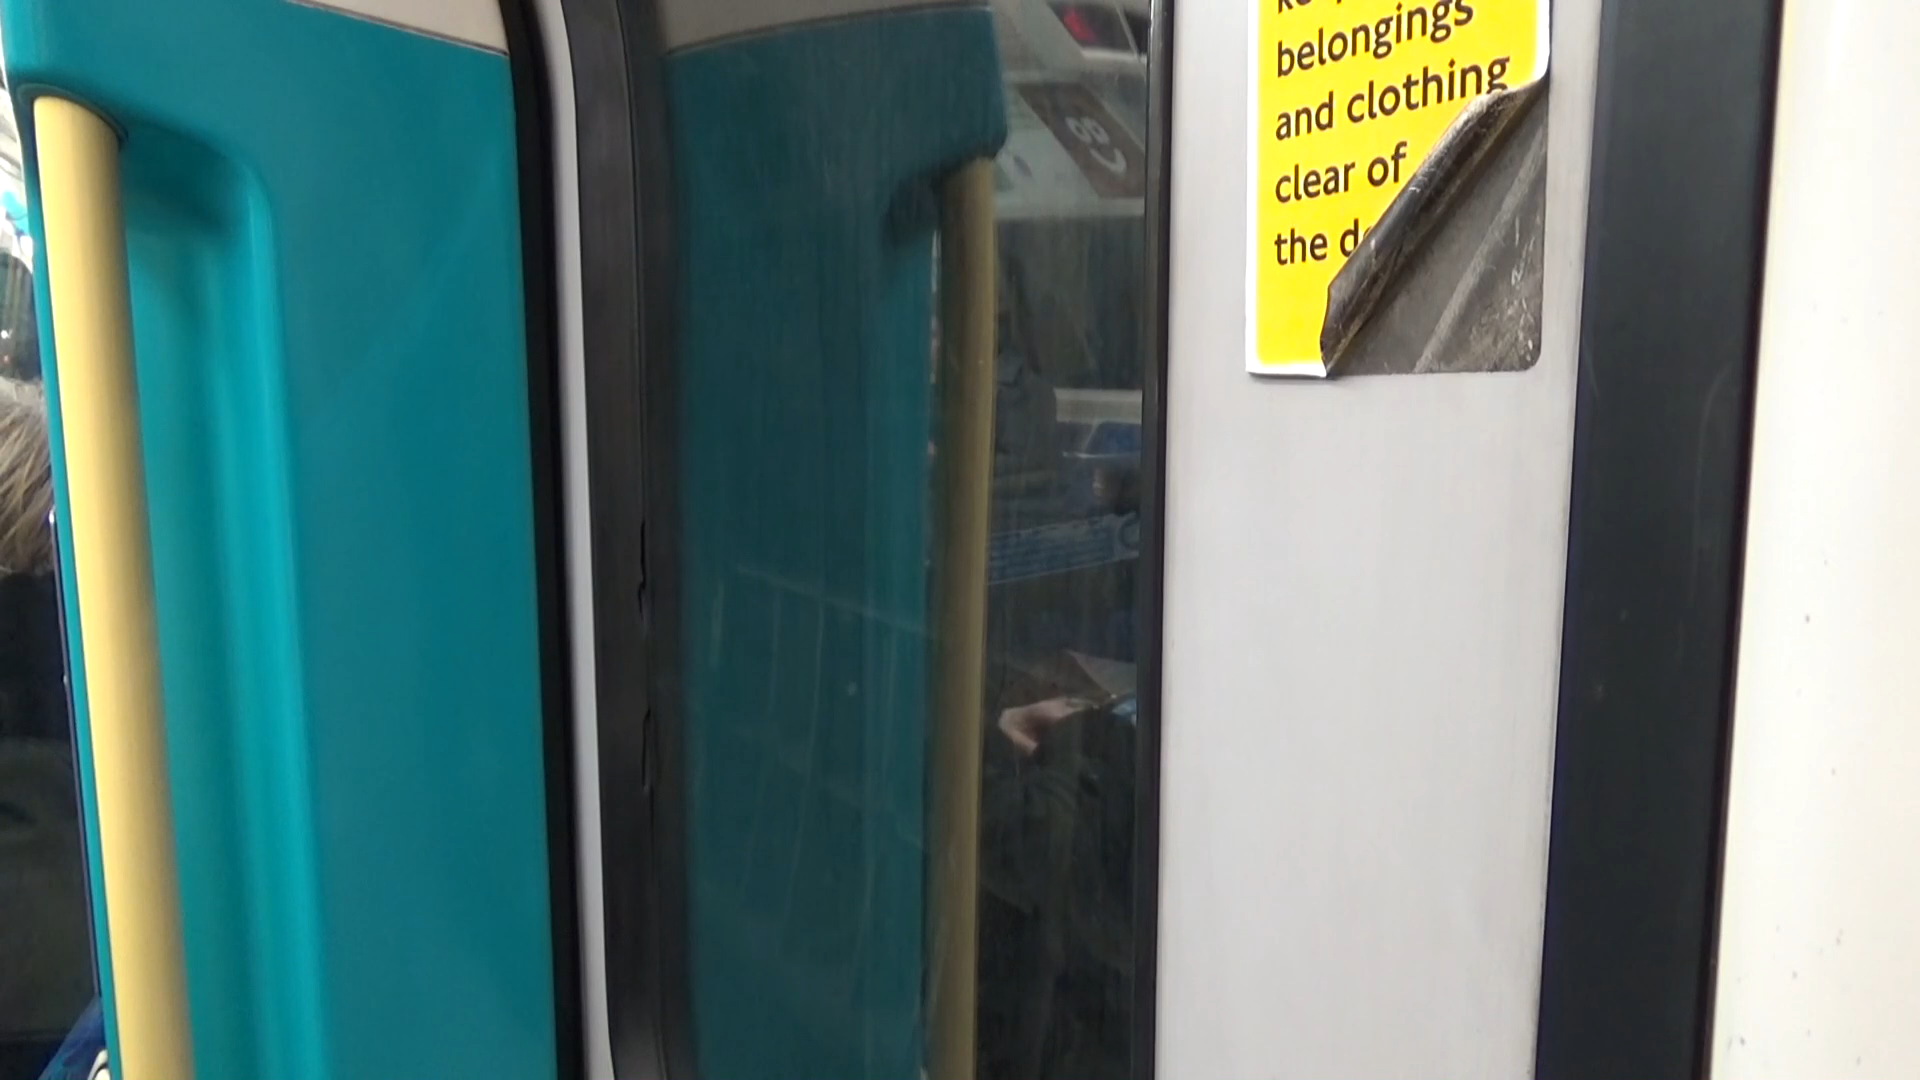 belongings
and clothing
clear of
the